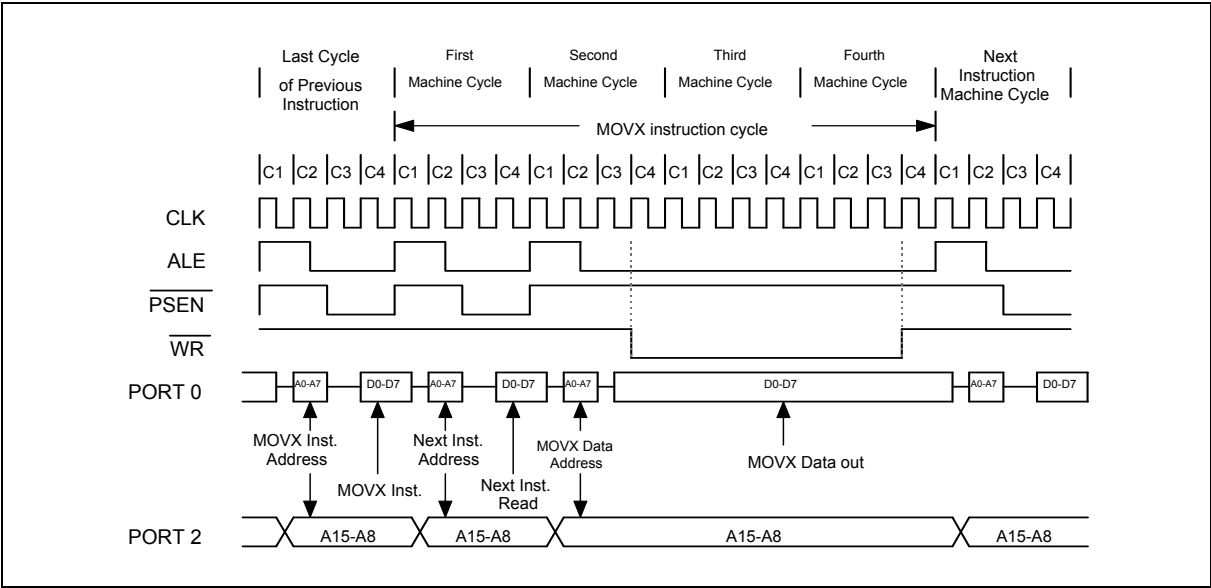 Last Cycle
of Previous
Instruction
First
Machine Cycle
Second
Machine Cycle
Third
Machine Cycle
Fourth
Machine Cycle
Next
Instruction
Machine Cycle
MOVX instruction cycle
C1 C2 C3 C4 C1 C2 C3 C4 C1 C2 C3 C4 C1 C2 C3 C4 C1 C2 C3 C4 C1 C2 C3 C4
CLK
ALE
PSEN
WR
PORT 0
A0-A7 D0-D7 A0-A7 D0-D7 A0-A7 D0-D7 A0-A7 D0-D7
MOVX Inst.
Address
MOVX Inst.
Next Inst.
Address
Next Inst.
Read
MOVX Data
Address
MOVX Data out
PORT 2
A15-A8 A15-A8 A15-A8 A15-A8